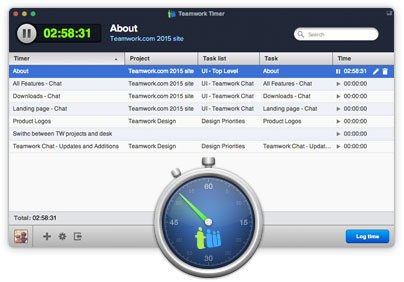 Teamwork Timer
02:58:31
About
Teamwork.com 2015 site
Search
Timer Project Task list Task Time
About Teamwork.com 2015 site UI - Top Level About 02:58:31
All Features - Chat Teamwork.com 2015 site UI - Chat All Features - Chat 00:00:00
Downloads - Chat Teamwork.com 2015 site UI - Chat Downloads - Chat 00:00:00
Landing page - Chat Teamwork.com 2015 site UI - Chat Landing page - Chat 00:00:00
Product Logos Teamwork Design Design Priorities Product Logos 00:00:00
Swithc between TW projects and desk 00:00:00
Teamwork Chat - Updates and Additions Teamwork Design Design Priorities Teamwork Chat - Updat... 00:00:00
Total: 02:58:31
60
45
15
30
Log time